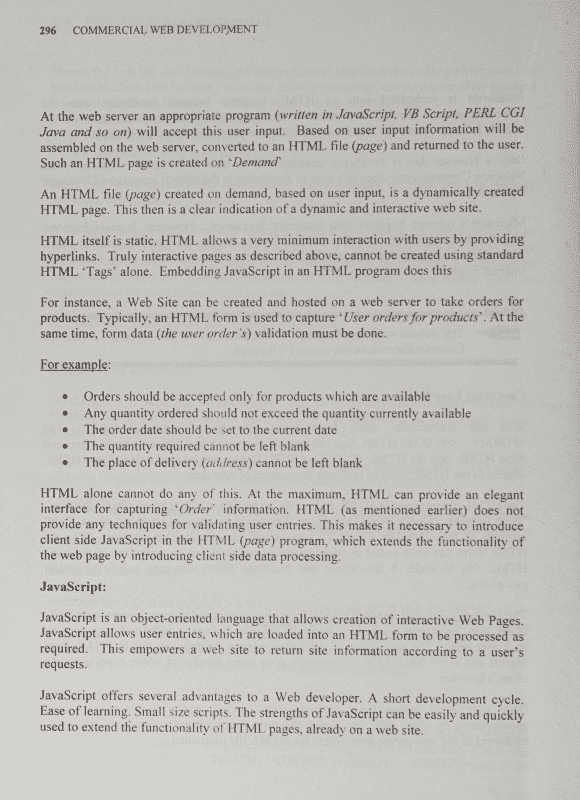 296 COMMERCIAL WEB DEVELOPMENT
At the web server an appropriate program (written in JavaScript, VB Script, PERL CGI
Java and so on) will accept this user input. Based on user input information will be
assembled on the web server, converted to an HTML file (page) and returned to the user.
Such an HTML page is created on ‘Demand’
An HTML file (page) created on demand, based on user input, is a dynamically created
HTML page. This then is a clear indication of a dynamic and interactive web site.
HTML itself is static. HTML allows a very minimum interaction with users by providing
hyperlinks. Truly interactive pages as described above, cannot be created using standard
HTML ‘Tags’ alone. Embedding JavaScript in an HTML program does this
For instance, a Web Site can be created and hosted on a web server to take orders for
products. Typically, an HTML form is used to capture ‘User orders for products’. At the
same time, form data (the user order’s) validation must be done.
For example:
• Orders should be accepted only for products which are available
• Any quantity ordered should not exceed the quantity currently available
• The order date should be set to the current date
• The quantity required cannot be left blank
• The place of delivery (address) cannot be left blank
HTML alone cannot do any of this. At the maximum, HTML can provide an elegant
interface for capturing ‘Order’ information. HTML (as mentioned earlier) does not
provide any techniques for validating user entries. This makes it necessary to introduce
client side JavaScript in the HTML (page) program, which extends the functionality of
the web page by introducing client side data processing.
JavaScript:
JavaScript is an object-oriented language that allows creation of interactive Web Pages.
JavaScript allows user entries, which are loaded into an HTML form to be processed as
required. This empowers a web site to return site information according to a user’s
requests.
JavaScript offers several advantages to a Web developer. A short development cycle.
Ease of learning. Small size scripts. The strengths of JavaScript can be easily and quickly
used to extend the functionality of HTML pages, already on a web site.